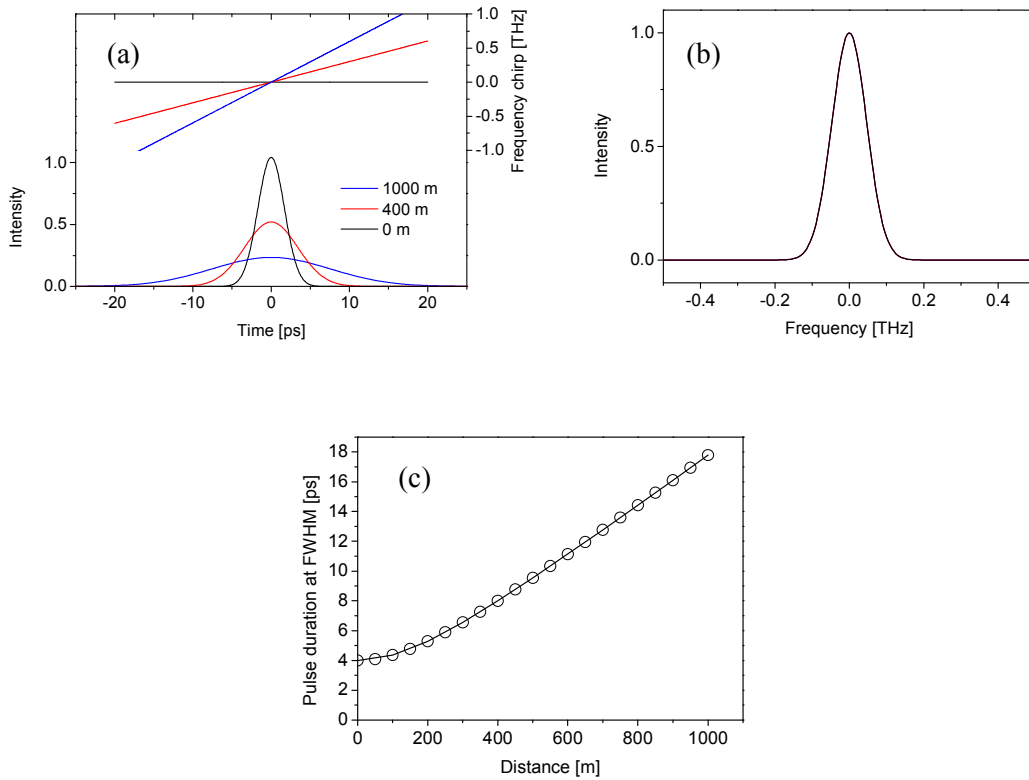 (a)
1.0
0.5
0.0
-0.5
-1.0
Frequency chirp [THz]
1.0
0.5
0.0
Intensity
1000 m
400 m
0 m
-20 -10 0 10 20
Time [ps]
(b)
1.0
0.5
0.0
Intensity
-0.4 -0.2 0.0 0.2 0.4
Frequency [THz]
(c)
18
16
14
12
10
8
6
4
2
0
Pulse duration at FWHM [ps]
0 200 400 600 800 1000
Distance [m]